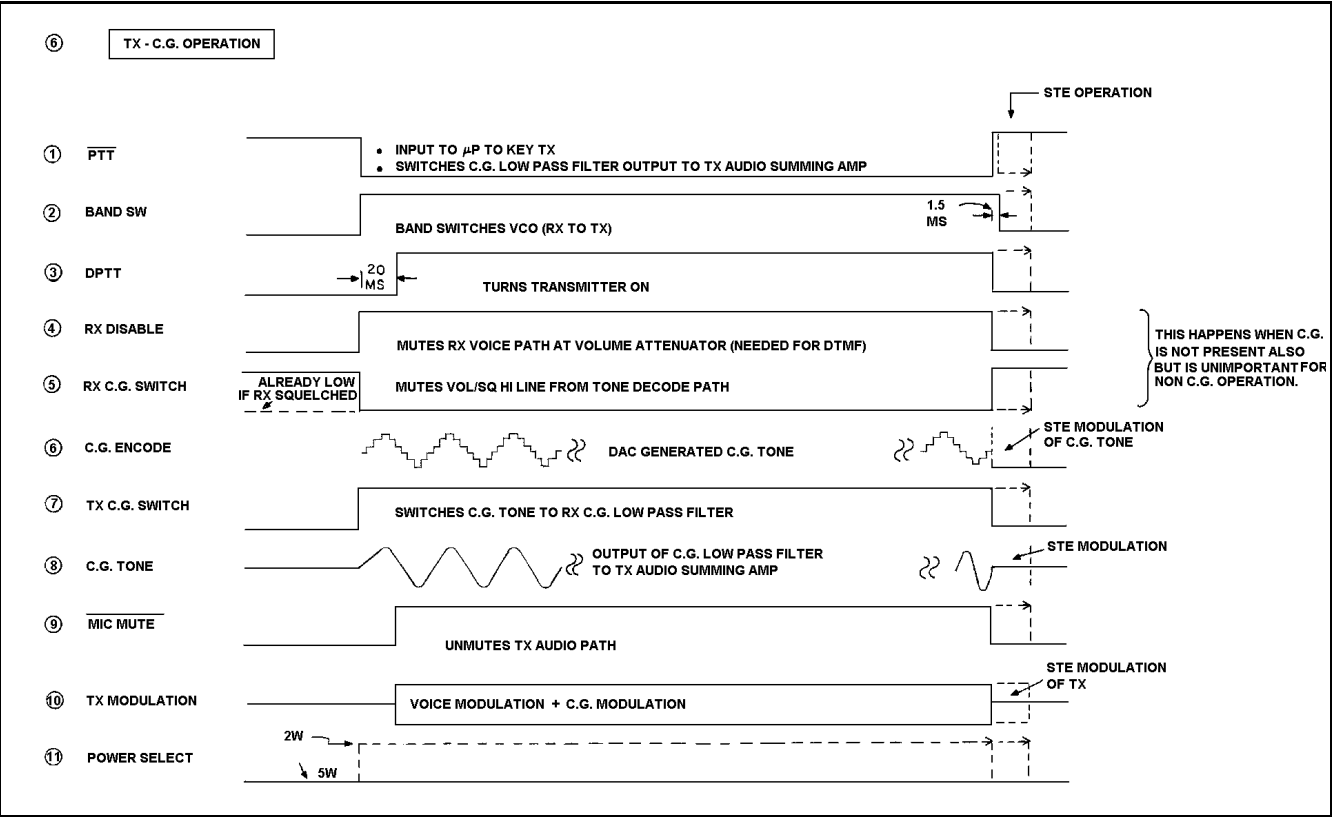 ⑥ TX - C.G. OPERATION
STE OPERATION
① PTT
• INPUT TO μP TO KEY TX
• SWITCHES C.G. LOW PASS FILTER OUTPUT TO TX AUDIO SUMMING AMP
② BAND SW
BAND SWITCHES VCO (RX TO TX)
1.5
MS
③ DPTT
20
MS
TURNS TRANSMITTER ON
④ RX DISABLE
MUTES RX VOICE PATH AT VOLUME ATTENUATOR (NEEDED FOR DTMF)
THIS HAPPENS WHEN C.G.
IS NOT PRESENT ALSO
BUT IS UNIMPORTANT FOR
NON C.G. OPERATION.
⑤ RX C.G. SWITCH
ALREADY LOW
IF RX SQUELCHED
MUTES VOL/SQ HI LINE FROM TONE DECODE PATH
⑥ C.G. ENCODE
DAC GENERATED C.G. TONE
STE MODULATION
OF C.G. TONE
⑦ TX C.G. SWITCH
SWITCHES C.G. TONE TO RX C.G. LOW PASS FILTER
⑧ C.G. TONE
OUTPUT OF C.G. LOW PASS FILTER
TO TX AUDIO SUMMING AMP
STE MODULATION
⑨ MIC MUTE
UNMUTES TX AUDIO PATH
⑩ TX MODULATION
VOICE MODULATION + C.G. MODULATION
STE MODULATION
OF TX
⑪ POWER SELECT
2W
5W